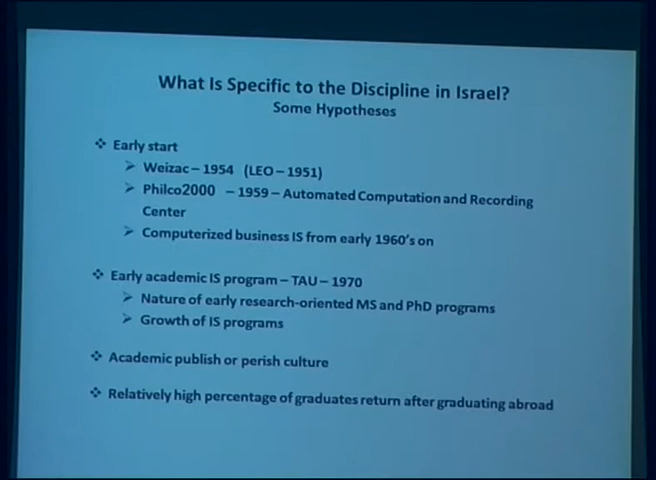 What Is Specific to the Discipline in Israel?
Some Hypotheses
❖ Early start
➢ Weizac – 1954 (LEO – 1951)
➢ Philco2000 – 1959 – Automated Computation and Recording
Center
➢ Computerized business IS from early 1960's on
❖ Early academic IS program – TAU – 1970
➢ Nature of early research-oriented MS and PhD programs
➢ Growth of IS programs
❖ Academic publish or perish culture
❖ Relatively high percentage of graduates return after graduating abroad